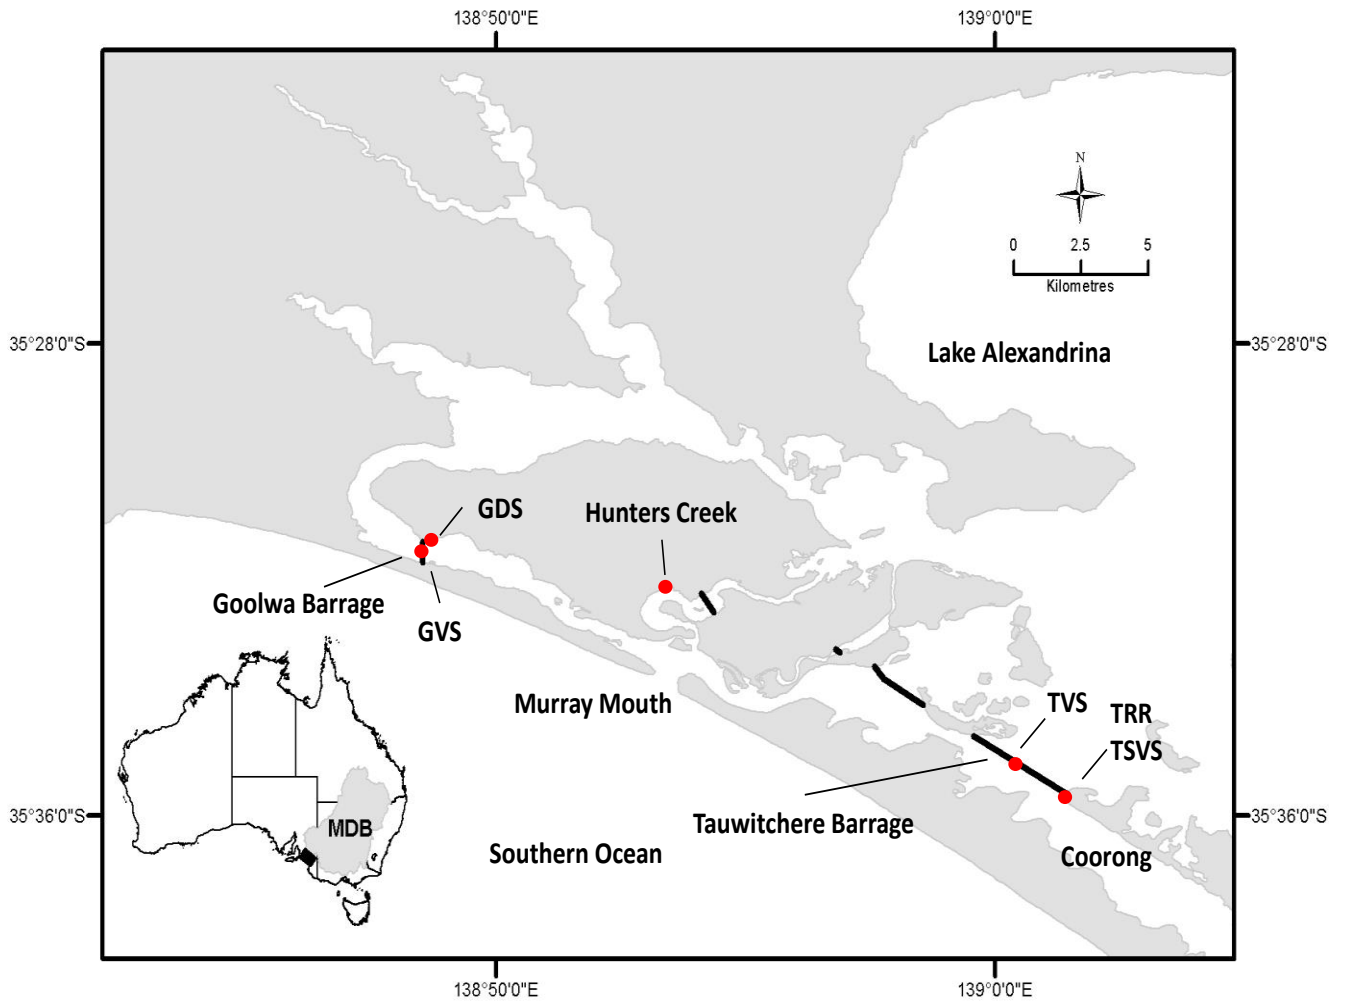 138°50'0"E
139°0'0"E
N
0
2.5
5
Kilometres
35°28'0"S
35°28'0"S
Lake Alexandrina
GDS
Hunters Creek
Goolwa Barrage
GVS
Murray Mouth
TVS
TRR
TSVS
35°36'0"S
MDB
Tauwitchere Barrage
35°36'0"S
Southern Ocean
Coorong
138°50'0"E
139°0'0"E